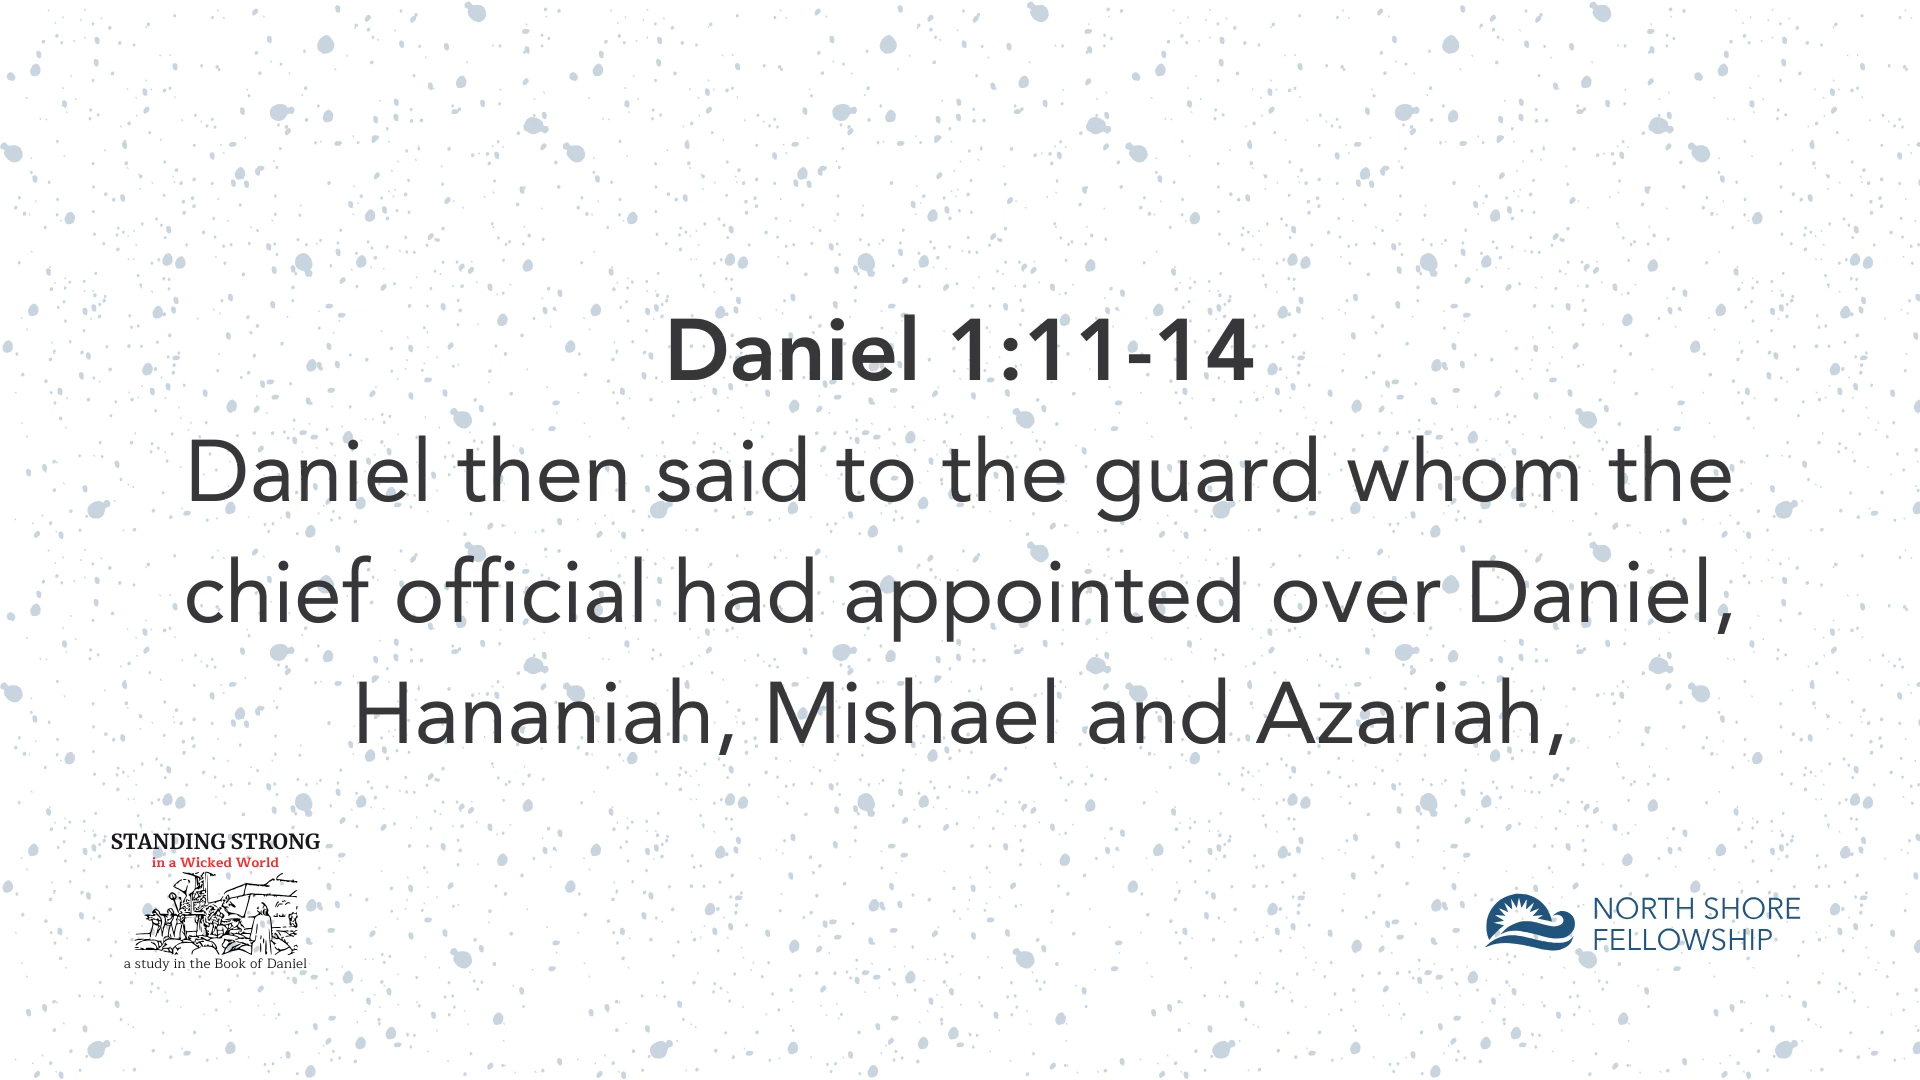 Daniel 1:11-14
Daniel then said to the guard whom the
chief official had appointed over Daniel,
Hananiah, Mishael and Azariah,
STANDING STRONG
in a Wicked World
a study in the Book of Daniel
NORTH SHORE
FELLOWSHIP